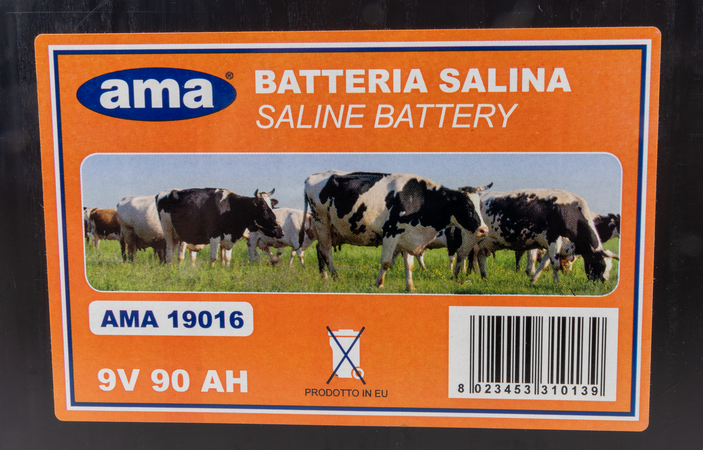 ama®
BATTERIA SALINA
SALINE BATTERY
AMA 19016
9V 90 AH
PRODOTTO IN EU
8 023453 310139